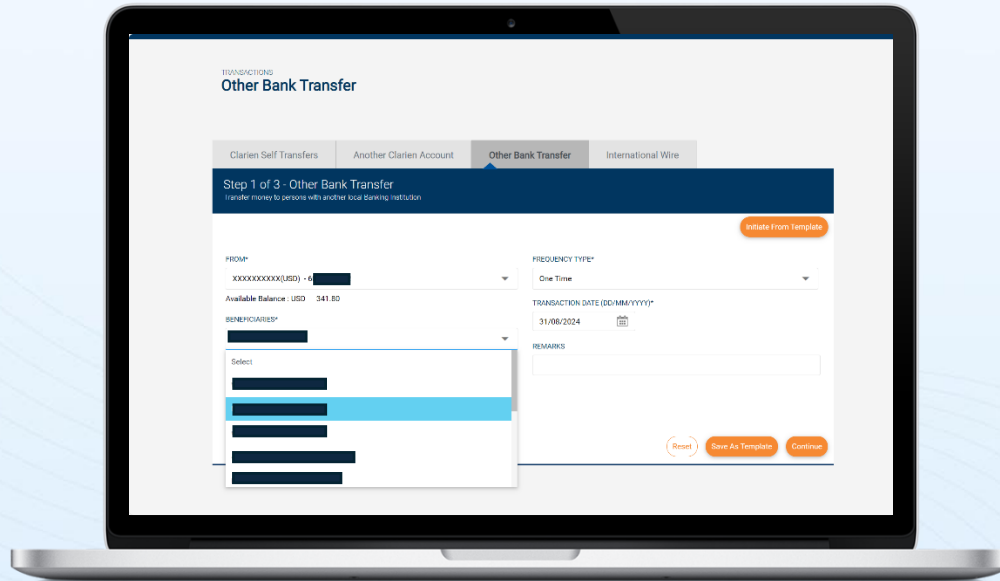 TRANSACTIONS
Other Bank Transfer
Clarien Self Transfers
Another Clarien Account
Other Bank Transfer
International Wire
Step 1 of 3 - Other Bank Transfer
Transfer money to persons with another local Banking Institution
Initiate From Template
FROM*
XXXXXXXXXX(USD) - 6
Available Balance : USD 341.80
BENEFICIARIES*
Select
FREQUENCY TYPE*
One Time
TRANSACTION DATE (DD/MM/YYYY)*
31/08/2024
REMARKS
Reset
Save As Template
Continue